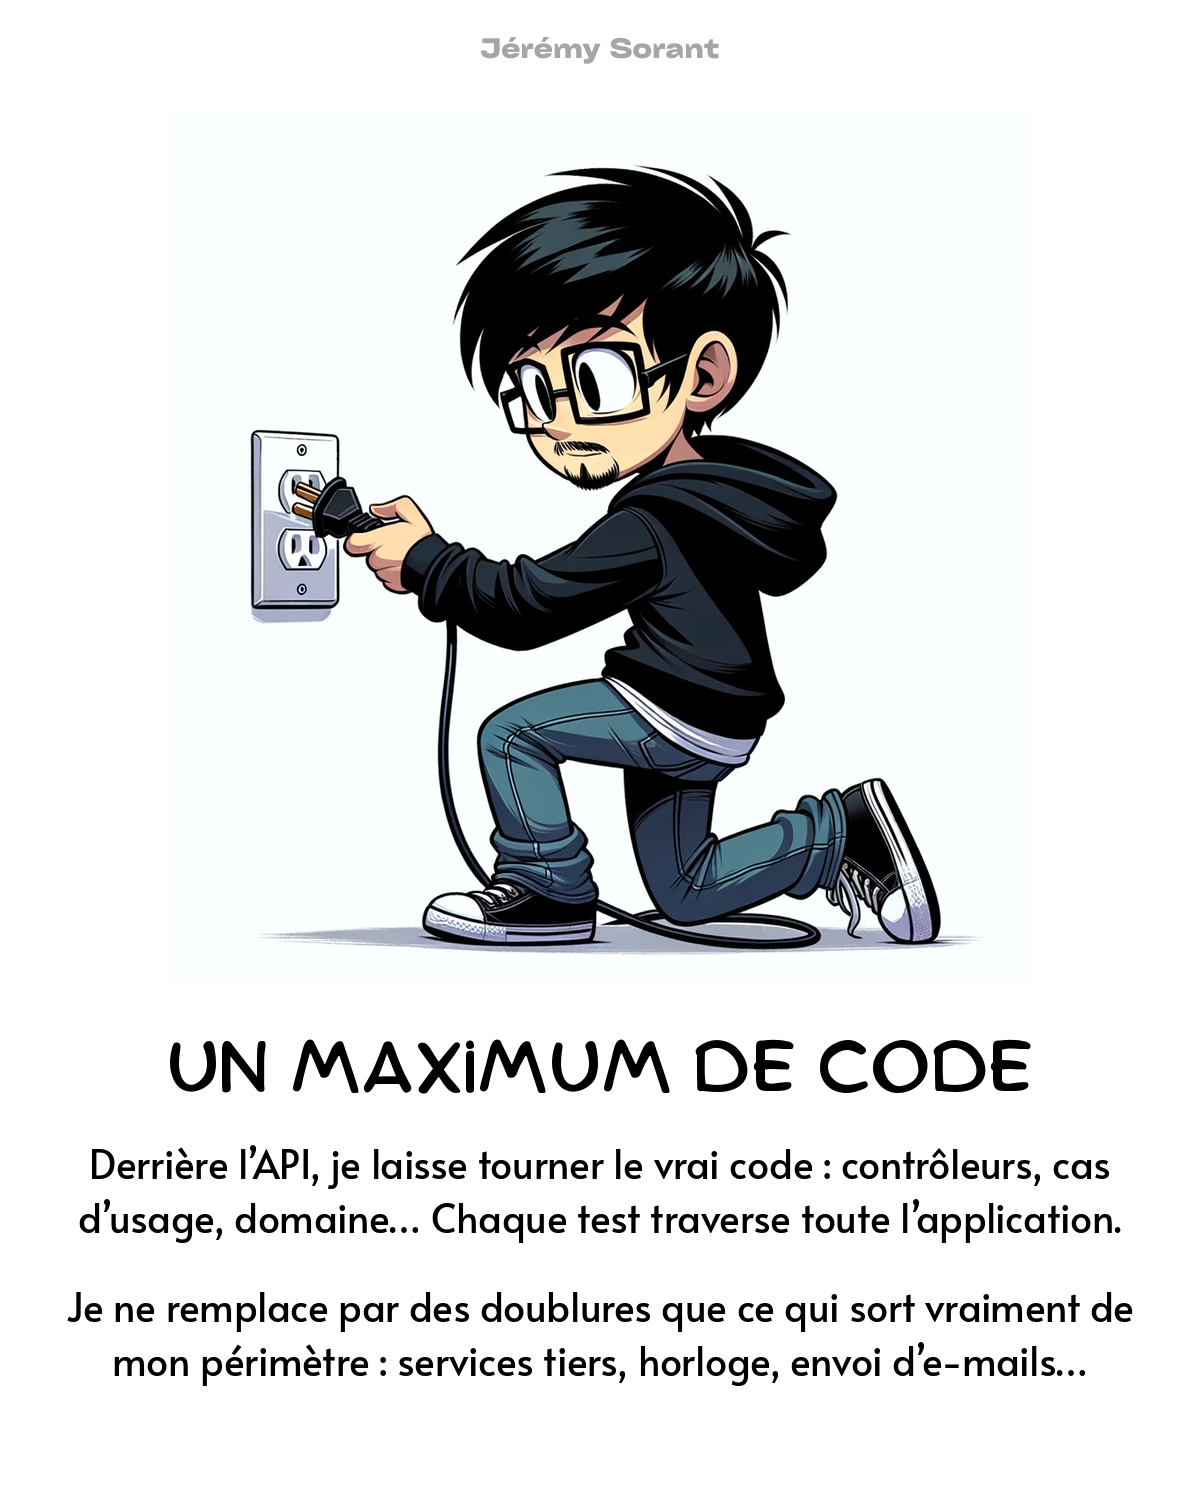 Jérémy Sorant
UN MAXiMUM DE CODE
Derrière l’API, je laisse tourner le vrai code : contrôleurs, cas
d’usage, domaine… Chaque test traverse toute l’application.
Je ne remplace par des doublures que ce qui sort vraiment de
mon périmètre : services tiers, horloge, envoi d’e-mails…